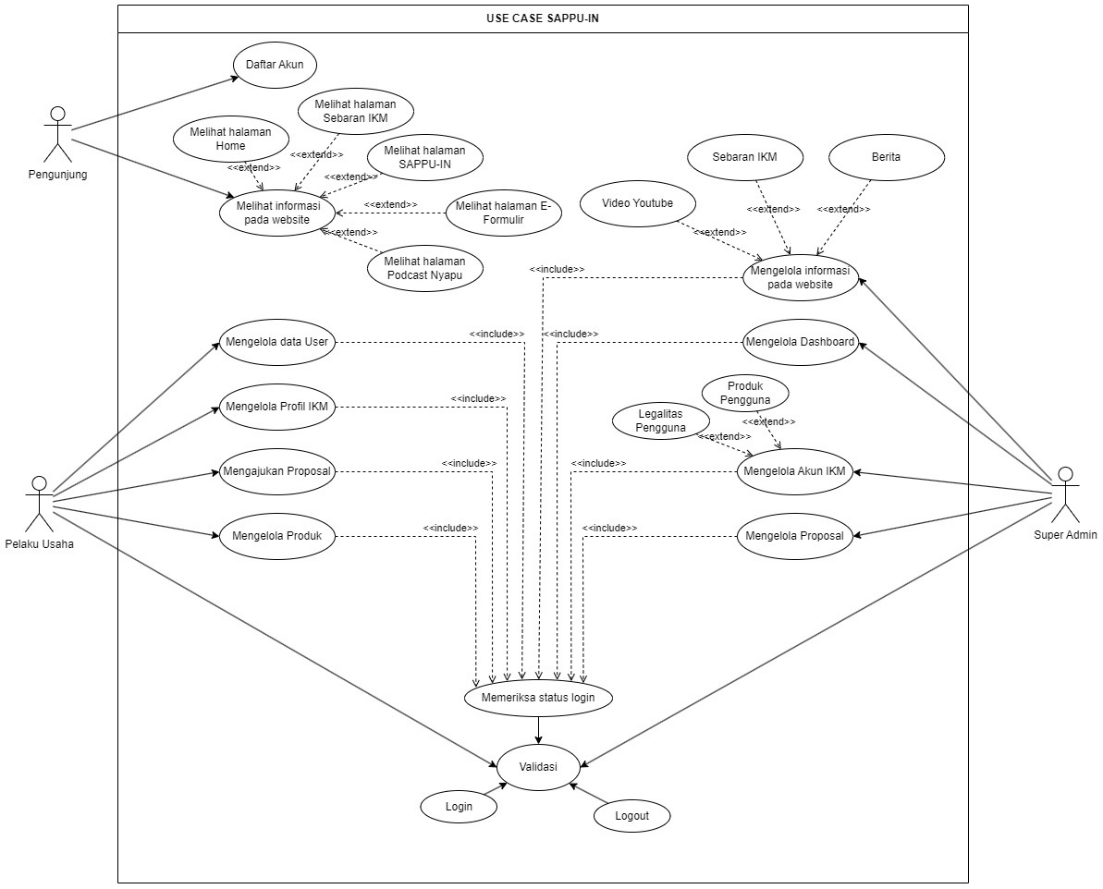 USE CASE SAPPU-IN
Daftar Akun
Melihat halaman
Sebaran IKM
Melihat halaman
Home
<<extend>>
<<extend>>
Melihat halaman
SAPPU-IN
<<extend>>
Pengunjung
Melihat informasi
pada website
<<extend>>
Melihat halaman E-
Formulir
<<extend>>
Melihat halaman
Podcast Nyapu
Sebaran IKM
Berita
Video Youtube
<<extend>>
<<extend>>
<<extend>>
Mengelola informasi
pada website
<<include>>
Mengelola data User
<<include>>
<<include>>
Mengelola Dashboard
Mengelola Profil IKM
<<include>>
Produk
Pengguna
Legalitas
Pengguna
<<extend>>
<<extend>>
Mengajukan Proposal
<<include>>
<<include>>
Mengelola Akun IKM
Mengelola Produk
<<include>>
<<include>>
Mengelola Proposal
Pelaku Usaha
Super Admin
Memeriksa status login
Validasi
Login
Logout